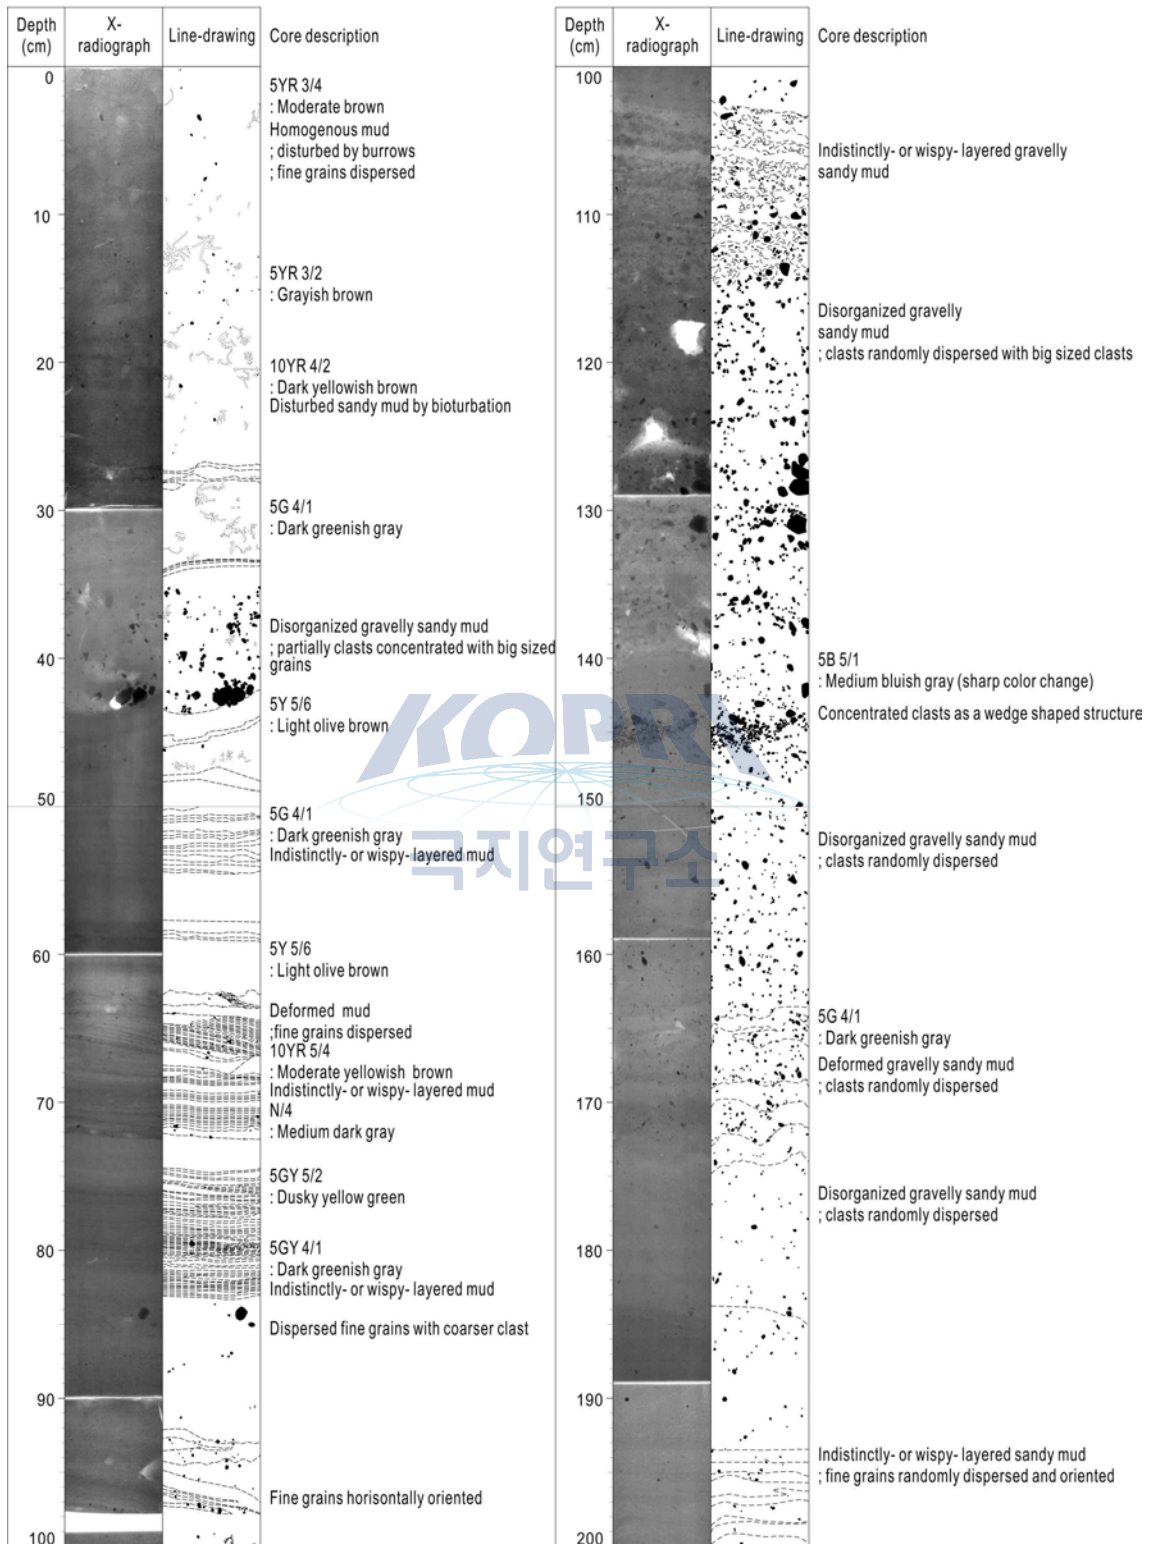 Depth
(cm)
X-
radiograph
Line-drawing
Core description
0
5YR 3/4
: Moderate brown
Homogenous mud
; disturbed by burrows
; fine grains dispersed
10
5YR 3/2
: Grayish brown
20
10YR 4/2
: Dark yellowish brown
Disturbed sandy mud by bioturbation
30
5G 4/1
: Dark greenish gray
Disorganized gravelly sandy mud
; partially clasts concentrated with big sized
grains
40
5Y 5/6
: Light olive brown
50
5G 4/1
: Dark greenish gray
Indistinctly- or wispy- layered mud
60
5Y 5/6
: Light olive brown
Deformed mud
;fine grains dispersed
10YR 5/4
: Moderate yellowish brown
Indistinctly- or wispy- layered mud
70
N/4
: Medium dark gray
5GY 5/2
: Dusky yellow green
80
5GY 4/1
: Dark greenish gray
Indistinctly- or wispy- layered mud
Dispersed fine grains with coarser clast
90
Fine grains horisontally oriented
100
Depth
(cm)
X-
radiograph
Line-drawing
Core description
100
Indistinctly- or wispy- layered gravelly
sandy mud
110
Disorganized gravelly
sandy mud
; clasts randomly dispersed with big sized clasts
120
130
140
5B 5/1
: Medium bluish gray (sharp color change)
Concentrated clasts as a wedge shaped structure
150
Disorganized gravelly sandy mud
; clasts randomly dispersed
160
5G 4/1
: Dark greenish gray
Deformed gravelly sandy mud
; clasts randomly dispersed
170
Disorganized gravelly sandy mud
; clasts randomly dispersed
180
190
Indistinctly- or wispy- layered sandy mud
; fine grains randomly dispersed and oriented
200
KOPRI
극지연구소